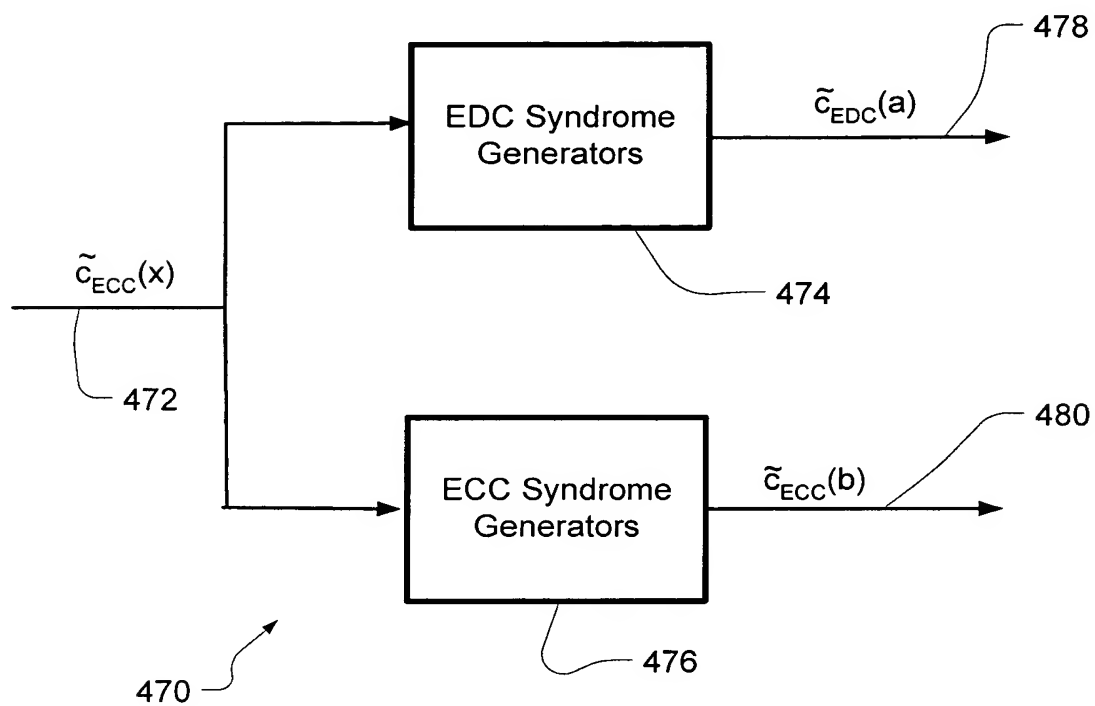 478
EDC Syndrome
Generators
c̃EDC(a)
474
c̃ECC(x)
472
480
ECC Syndrome
Generators
c̃ECC(b)
476
470